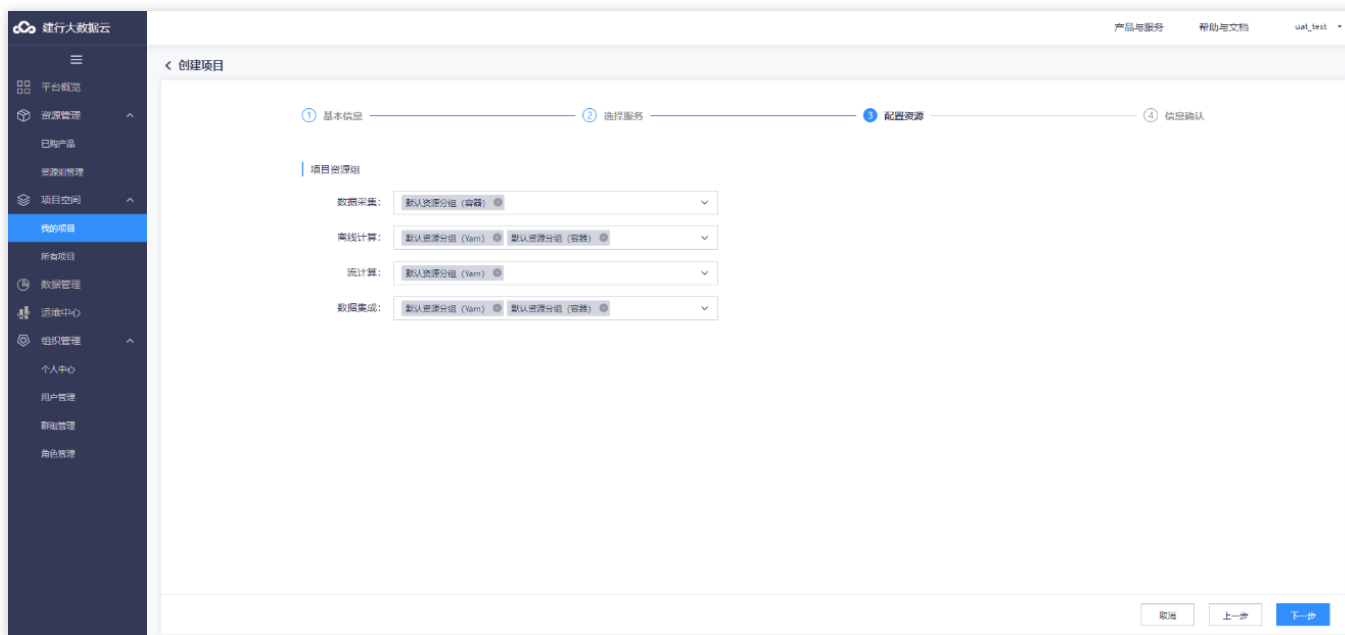 建行大数据云
产品与服务 帮助与文档 uat_test
创建项目
平台概览
资源管理
已购产品
资源组管理
项目空间
我的项目
所有项目
数据管理
运维中心
组织管理
个人中心
用户管理
群组管理
角色管理
1 基本信息 2 选择服务 3 配置资源 4 信息确认
项目资源组
数据采集: 默认资源分组 (容器)
离线计算: 默认资源分组 (Yarn) 默认资源分组 (容器)
流计算: 默认资源分组 (Yarn)
数据集成: 默认资源分组 (Yarn) 默认资源分组 (容器)
取消 上一步 下一步